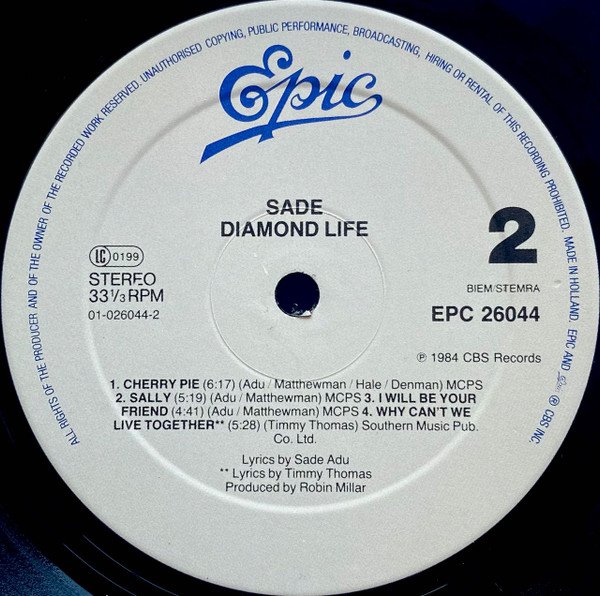 ALL RIGHTS OF THE PRODUCER AND OF THE OWNER OF THE RECORDED WORK RESERVED. UNAUTHORISED COPYING, PUBLIC PERFORMANCE, BROADCASTING, HIRING OR RENTAL OF THIS RECORDING PROHIBITED. MADE IN HOLLAND. EPIC AND Epic ® CBS INC.
Epic
SADE
DIAMOND LIFE
2
LC 0199
STEREO
33 1/3 RPM
01-026044-2
BIEM/STEMRA
EPC 26044
℗ 1984 CBS Records
1. CHERRY PIE (6:17) (Adu / Matthewman / Hale / Denman) MCPS
2. SALLY (5:19) (Adu / Matthewman) MCPS 3. I WILL BE YOUR
FRIEND (4:41) (Adu / Matthewman) MCPS 4. WHY CAN'T WE
LIVE TOGETHER** (5:28) (Timmy Thomas) Southern Music Pub.
Co. Ltd.
Lyrics by Sade Adu
** Lyrics by Timmy Thomas
Produced by Robin Millar